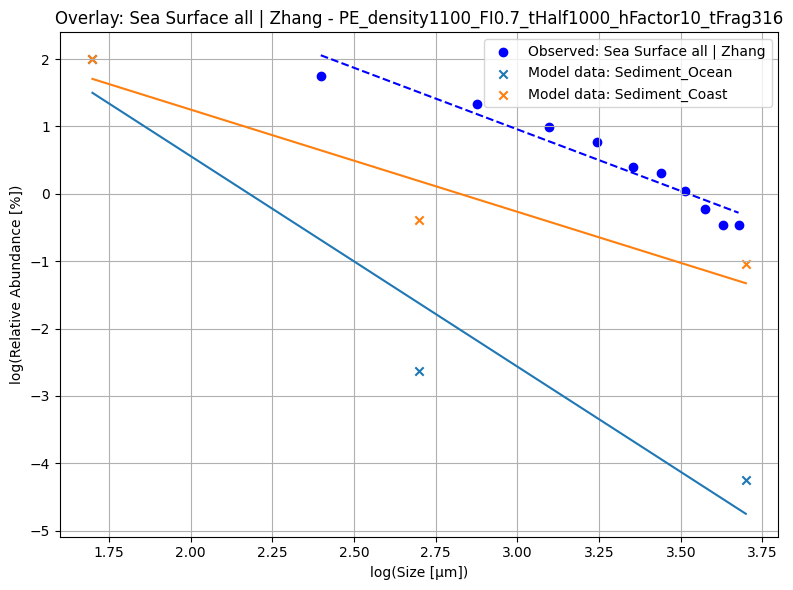 Overlay: Sea Surface all | Zhang - PE_density1100_FI0.7_tHalf1000_hFactor10_tFrag316
Observed: Sea Surface all | Zhang
Model data: Sediment_Ocean
Model data: Sediment_Coast
log(Relative Abundance [%])
2
1
0
−1
−2
−3
−4
−5
1.75
2.00
2.25
2.50
2.75
3.00
3.25
3.50
3.75
log(Size [μm])